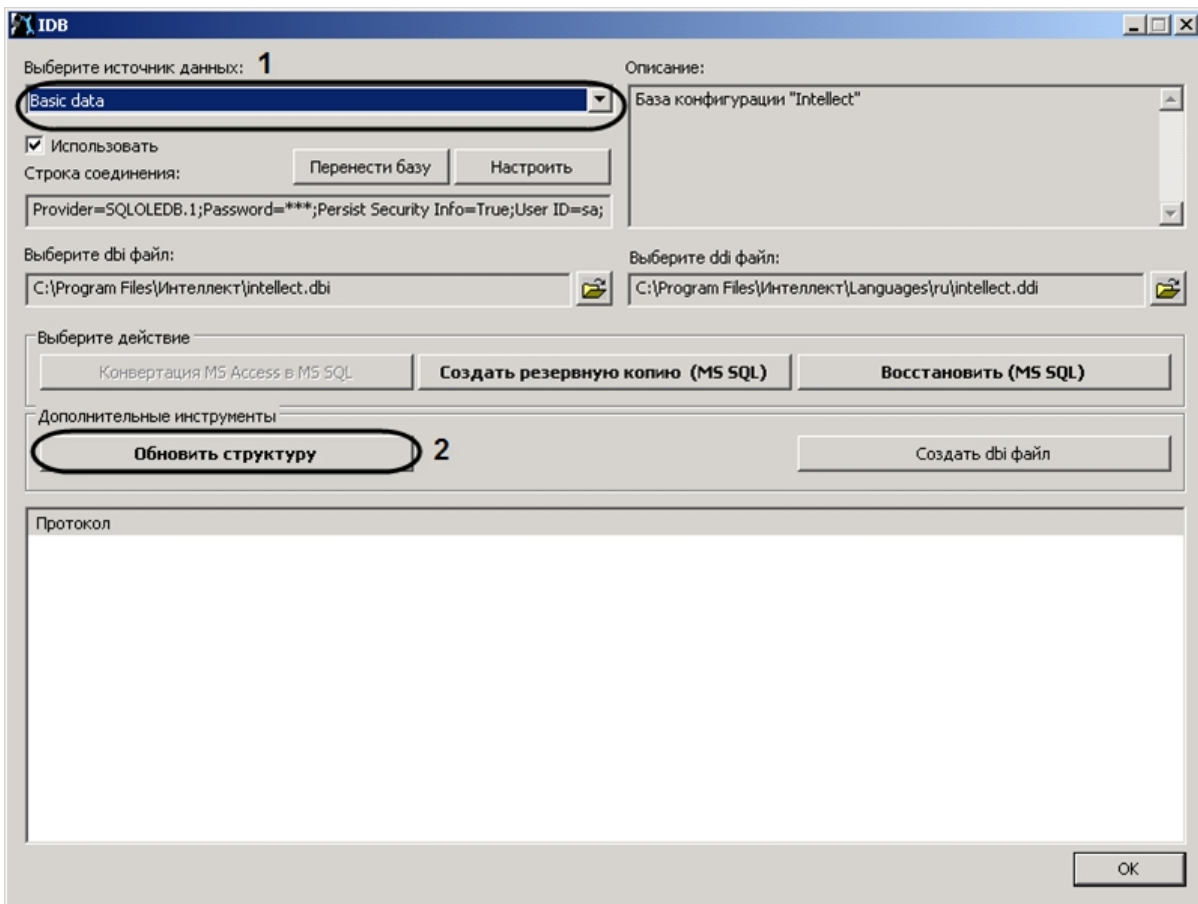 IDB
Выберите источник данных: 1
Basic data
Использовать
Перенести базу
Настроить
Строка соединения:
Provider=SQLOLEDB.1;Password=***;Persist Security Info=True;User ID=sa;
Описание:
База конфигурации "Intellect"
Выберите dbi файл:
C:\Program Files\Интеллект\intellect.dbi
Выберите ddi файл:
C:\Program Files\Интеллект\Languages\ru\intellect.ddi
Выберите действие
Конвертация MS Access в MS SQL
Создать резервную копию (MS SQL)
Восстановить (MS SQL)
Дополнительные инструменты
Обновить структуру 2
Создать dbi файл
Протокол
OK